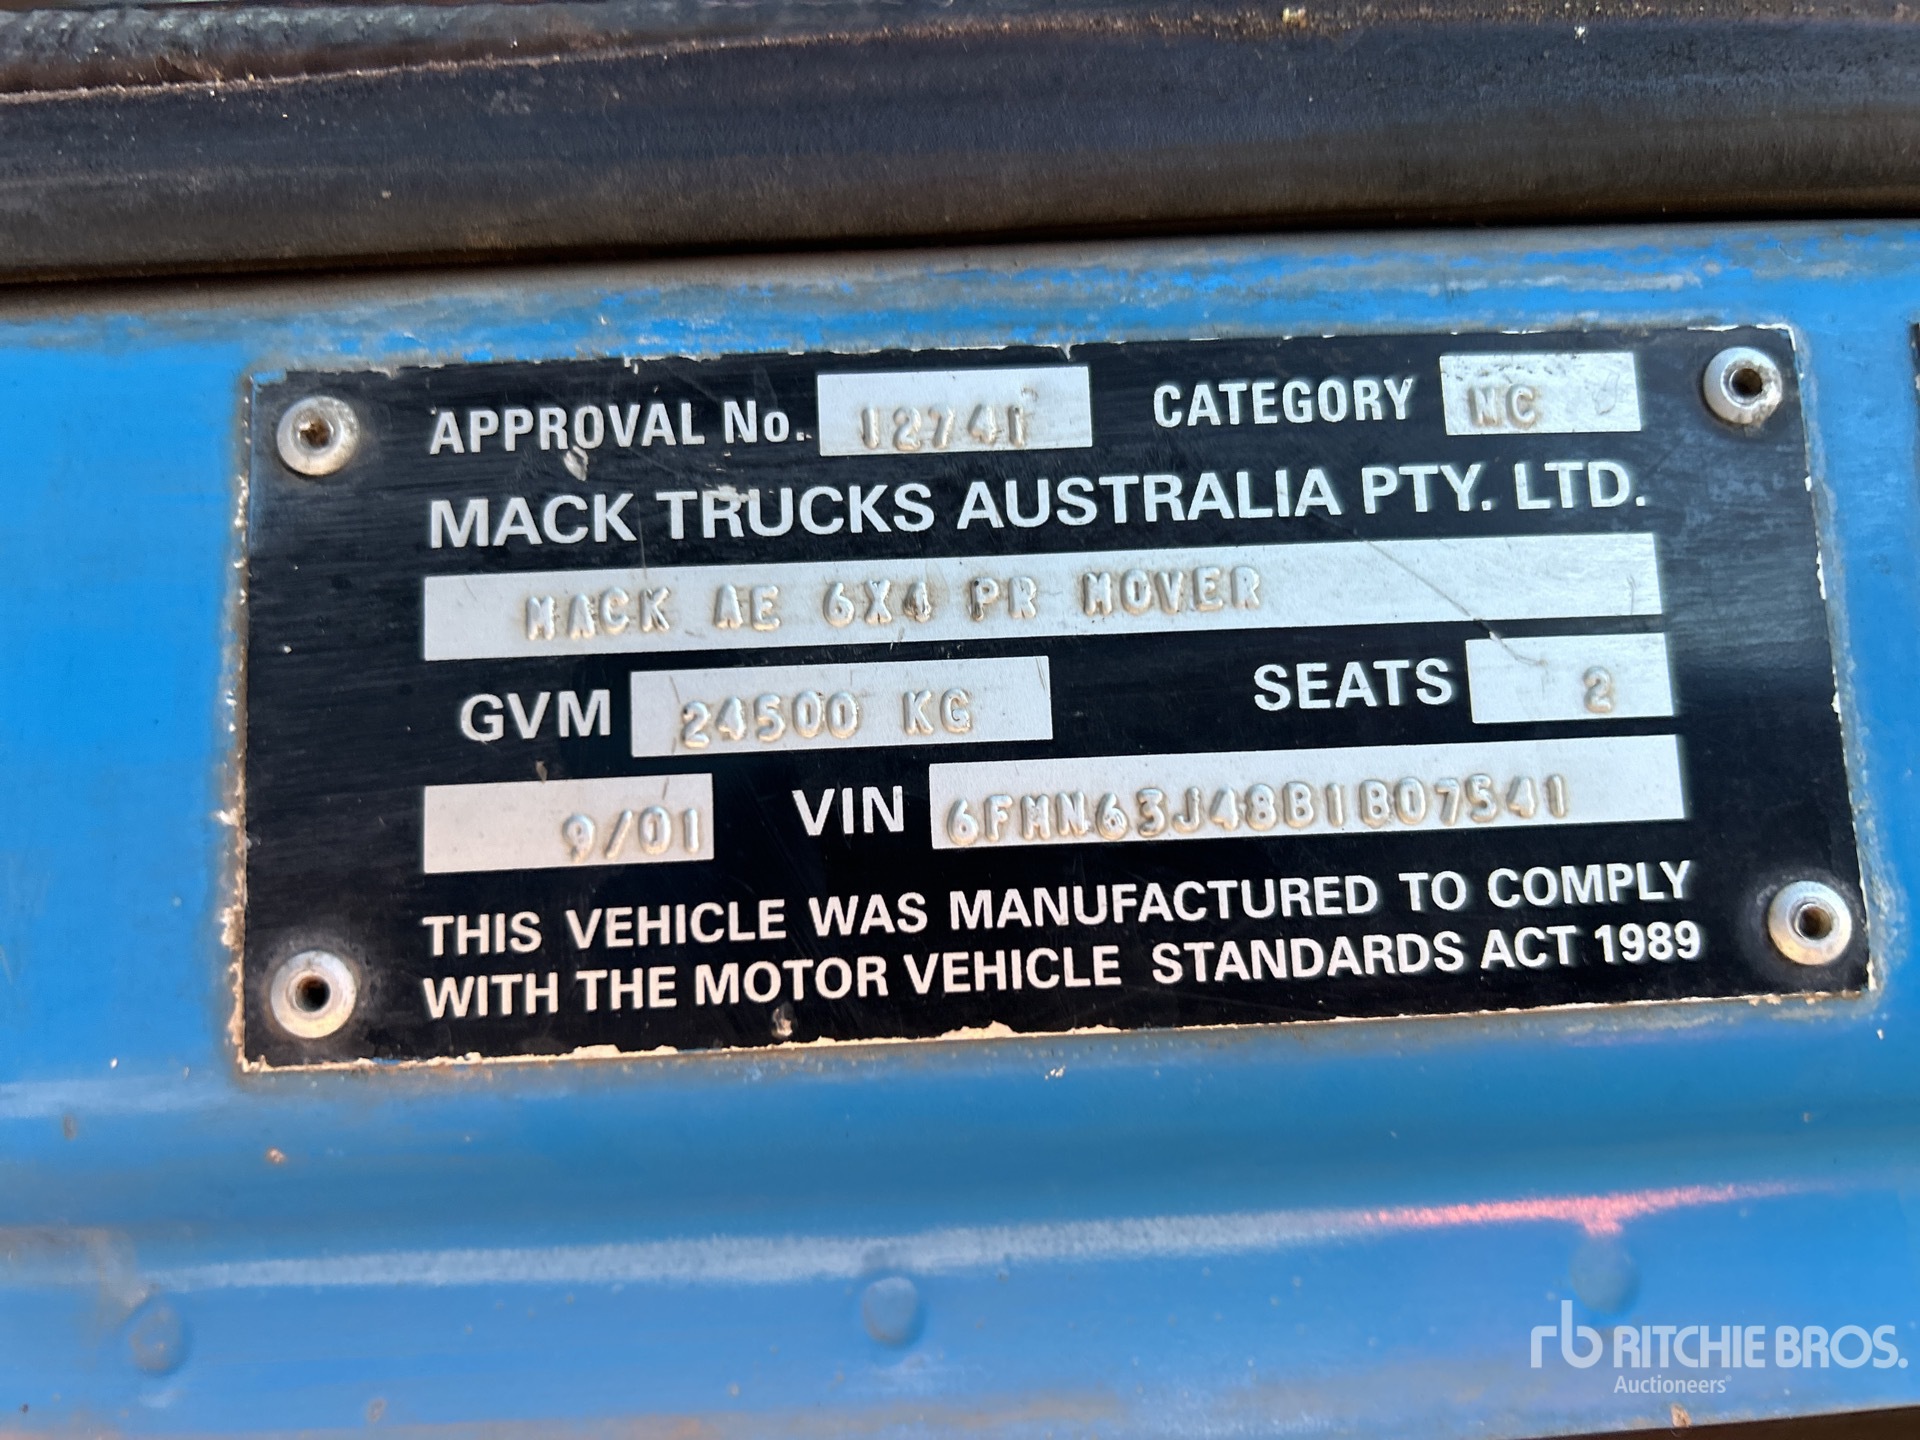 APPROVAL No. 12741 CATEGORY NC
MACK TRUCKS AUSTRALIA PTY. LTD.
MACK AE 6X4 PR MOVER
GVM 24500 KG SEATS 2
9/01 VIN 6FMN63J48B1B07541
THIS VEHICLE WAS MANUFACTURED TO COMPLY
WITH THE MOTOR VEHICLE STANDARDS ACT 1989
rb RITCHIE BROS.
Auctioneers